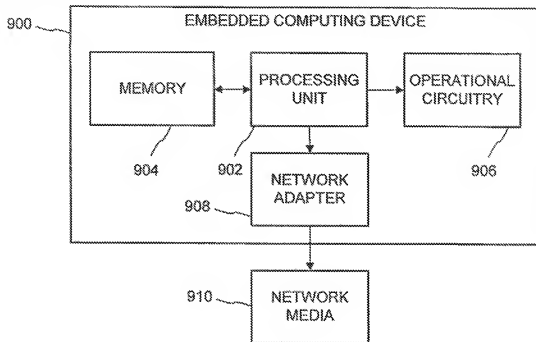 900
EMBEDDED COMPUTING DEVICE
MEMORY
PROCESSING
UNIT
OPERATIONAL
CIRCUITRY
904
902
906
908
NETWORK
ADAPTER
910
NETWORK
MEDIA